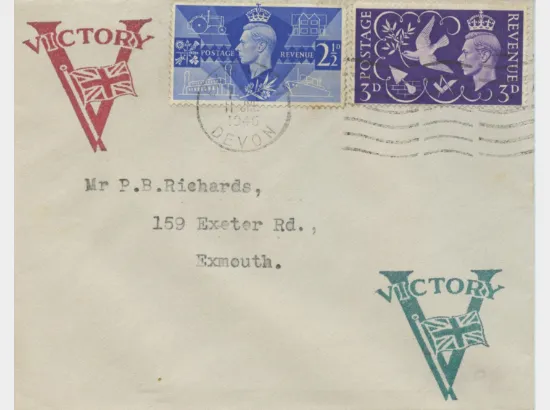 VICTORY
POSTAGE REVENUE
2½D
POSTAGE
3D
REVENUE
3D
1946
DEVON
Mr P.B.Richards,
159 Exeter Rd.,
Exmouth.
VICTORY